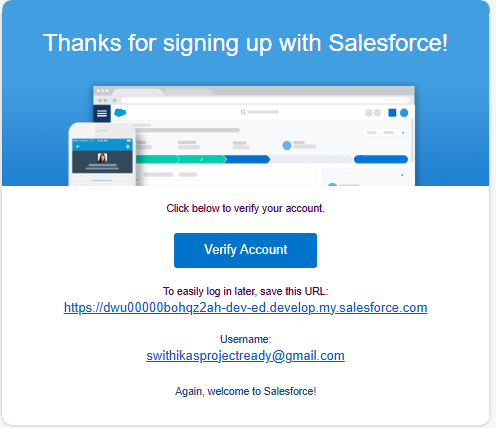 Thanks for signing up with Salesforce!
Click below to verify your account.
Verify Account
To easily log in later, save this URL:
https://dwu00000bohqz2ah-dev-ed.develop.my.salesforce.com
Username:
swithikasprojectready@gmail.com
Again, welcome to Salesforce!